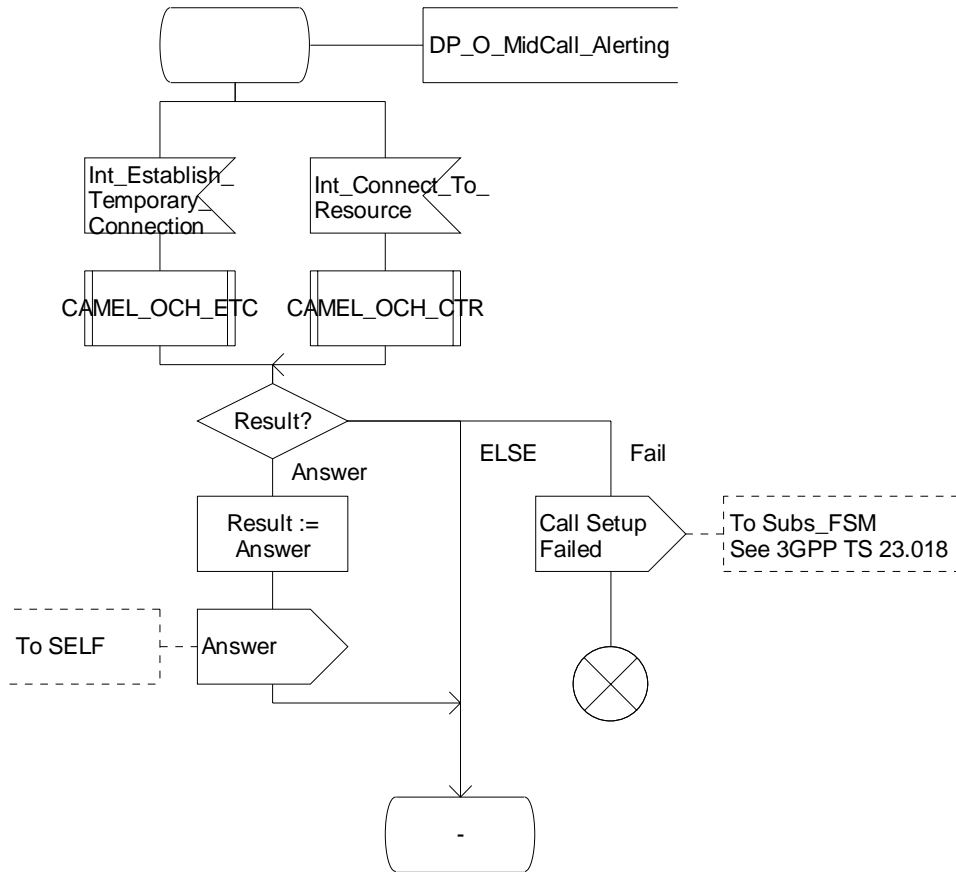 DP_O_MidCall_Alerting
Int_Establish_
Temporary_
Connection
Int_Connect_To_
Resource
CAMEL_OCH_ETC
CAMEL_OCH_CTR
Result?
ELSE
Fail
Answer
Result :=
Answer
Call Setup
Failed
To Subs_FSM
See 3GPP TS 23.018
To SELF
Answer
-